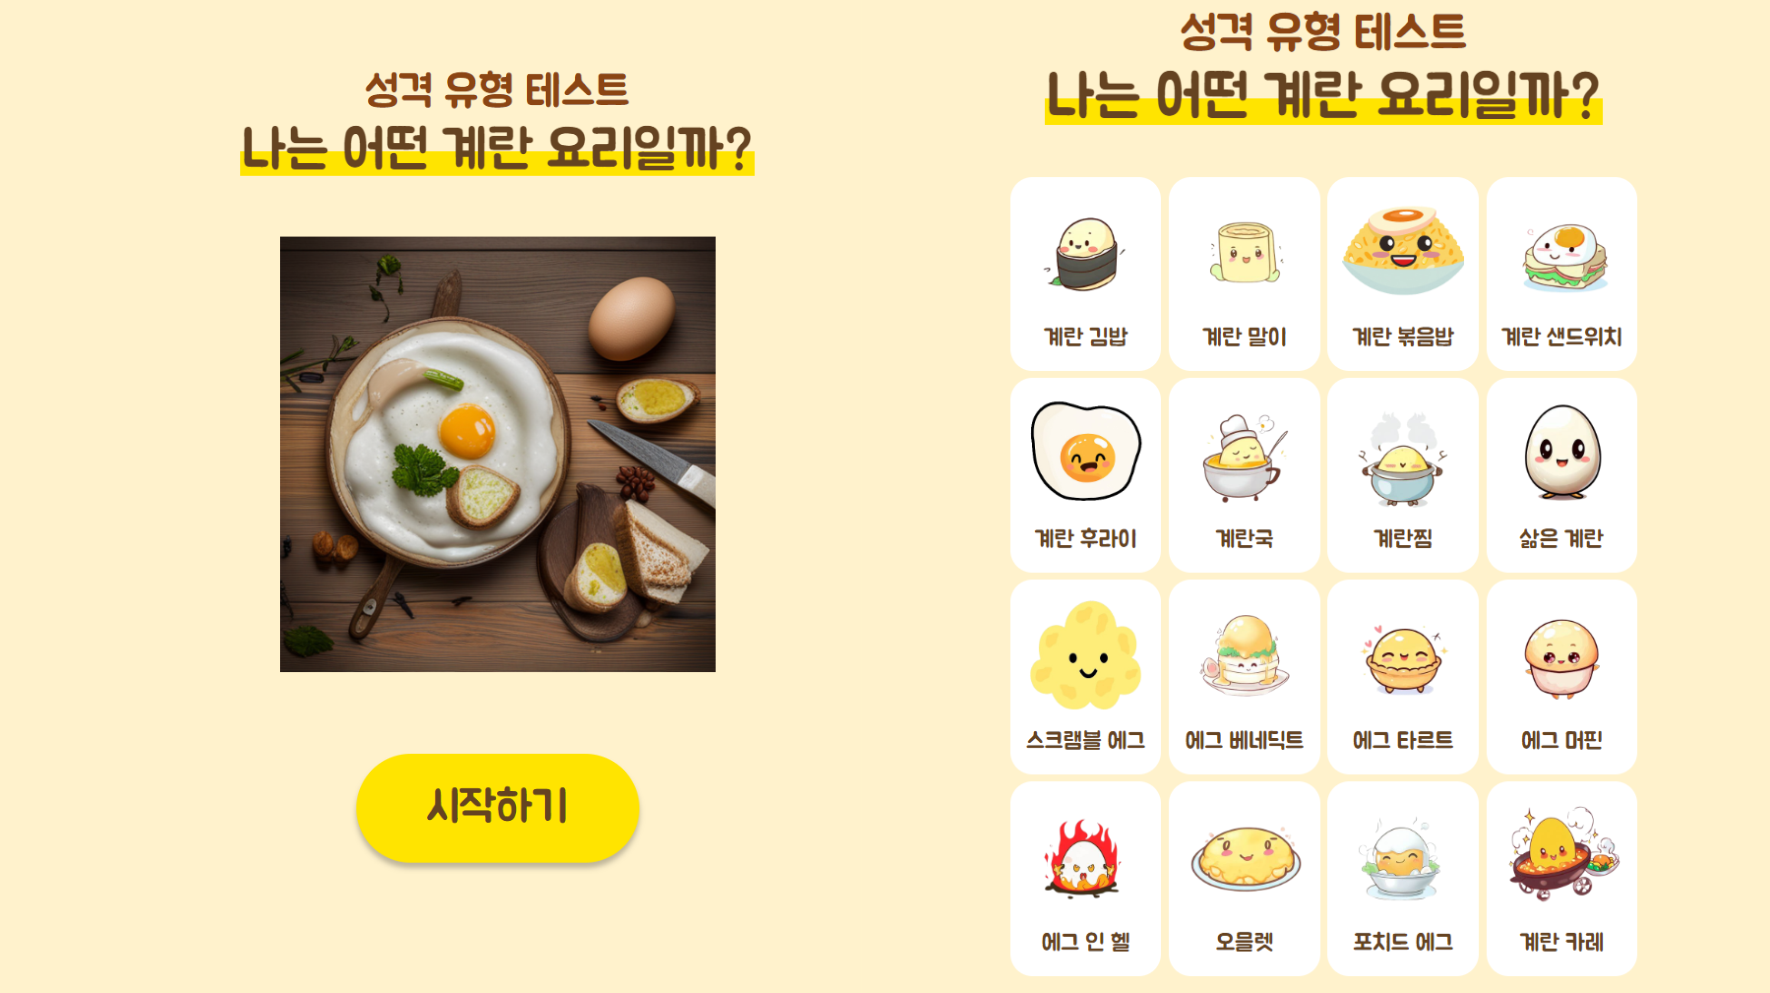 성격 유형 테스트
나는 어떤 계란 요리일까?
시작하기
성격 유형 테스트
나는 어떤 계란 요리일까?
계란 김밥
계란 말이
계란 볶음밥
계란 샌드위치
계란 후라이
계란국
계란찜
삶은 계란
스크램블 에그
에그 베네딕트
에그 타르트
에그 머핀
에그 인 헬
오믈렛
포치드 에그
계란 카레